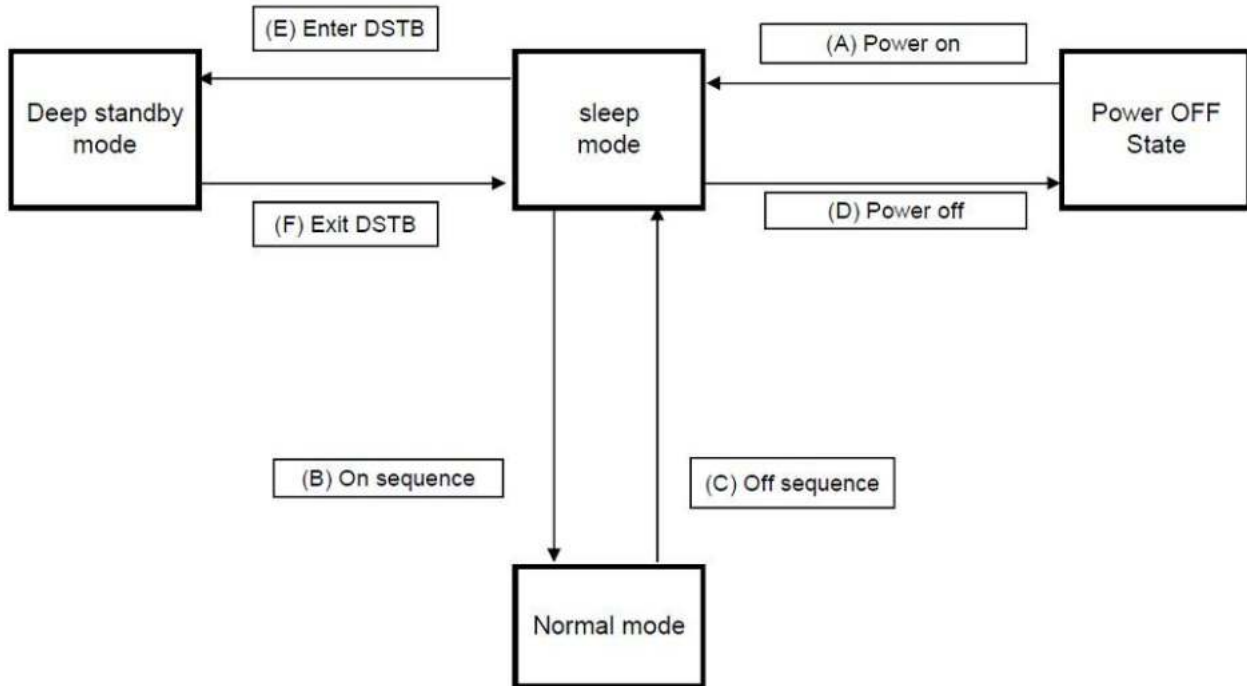 (E) Enter DSTB
(A) Power on
Deep standby
mode
sleep
mode
Power OFF
State
(F) Exit DSTB
(D) Power off
(B) On sequence
(C) Off sequence
Normal mode